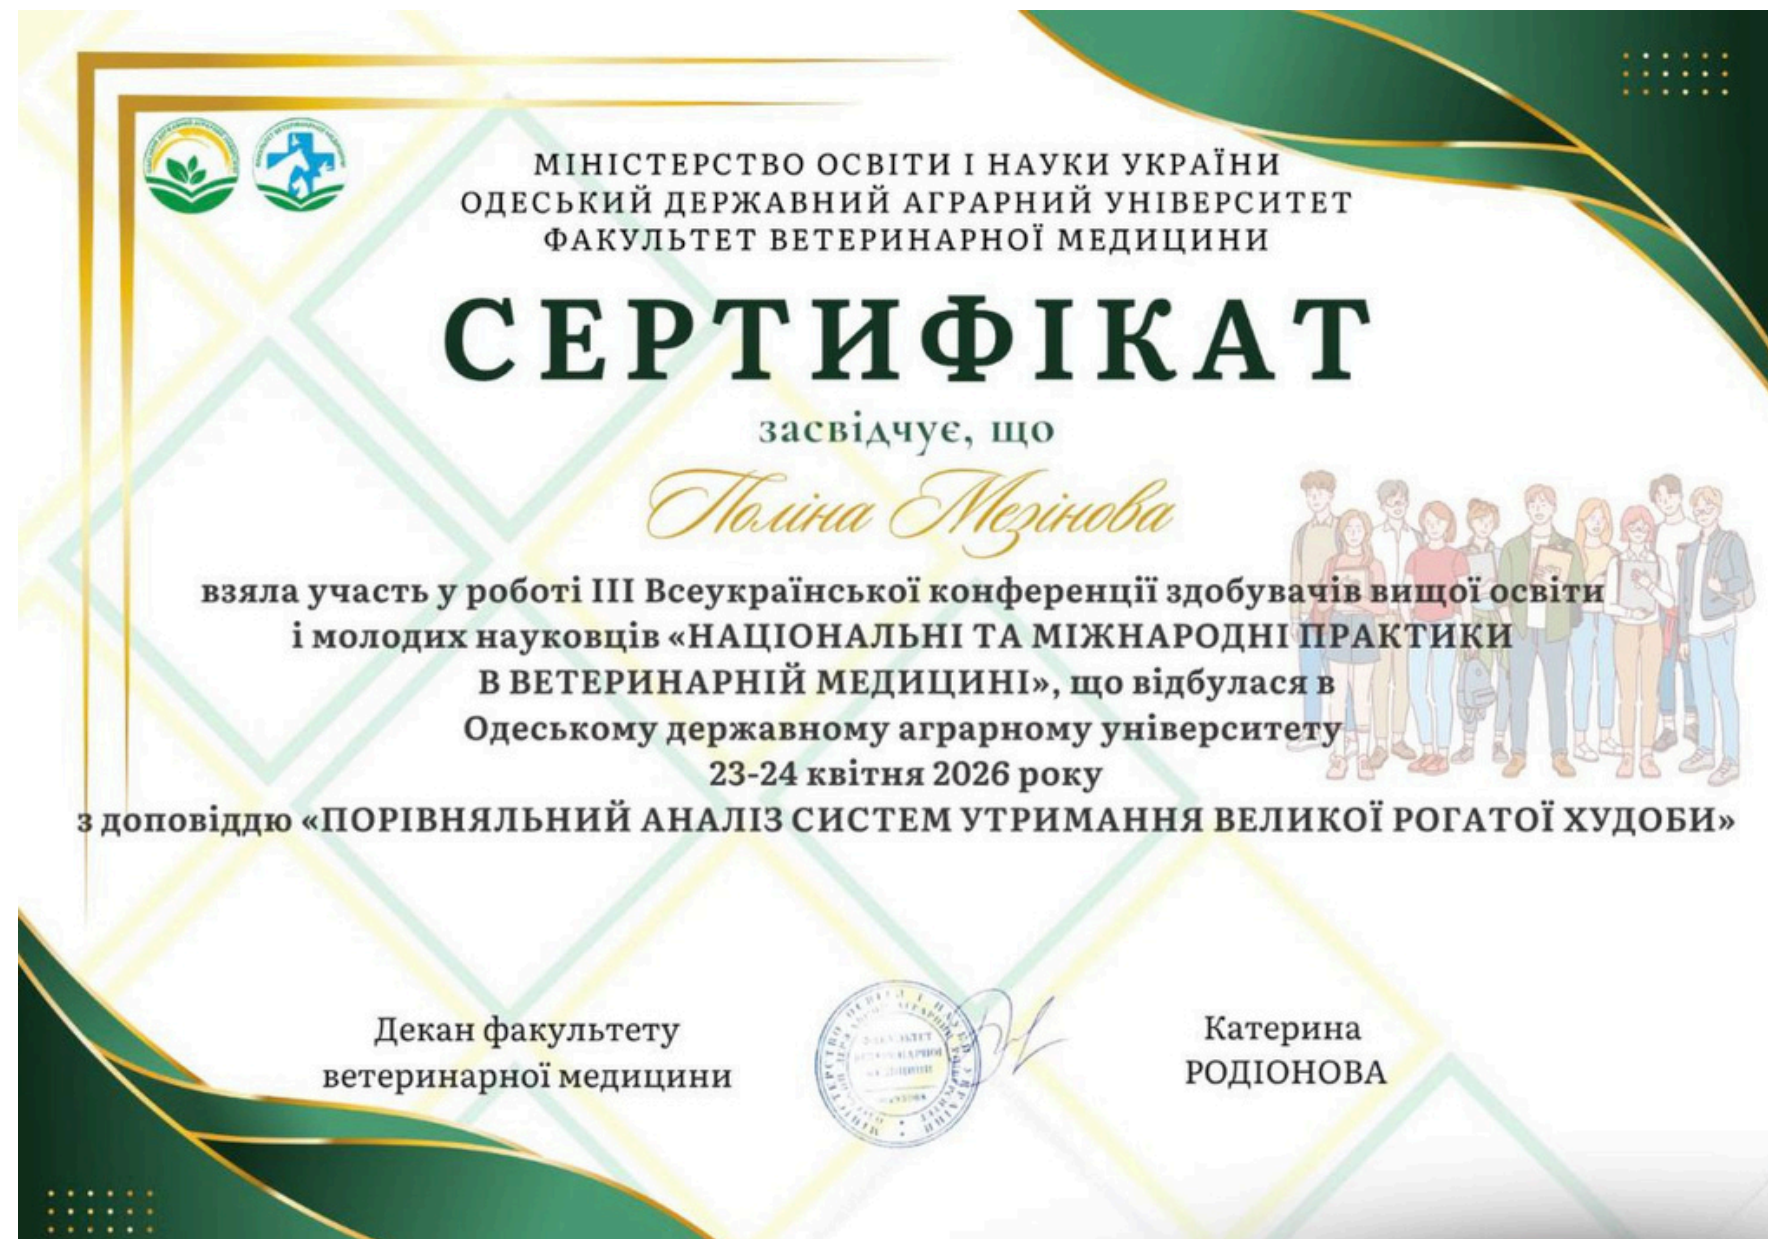 МІНІСТЕРСТВО ОСВІТИ І НАУКИ УКРАЇНИ
ОДЕСЬКИЙ ДЕРЖАВНИЙ АГРАРНИЙ УНІВЕРСИТЕТ
ФАКУЛЬТЕТ ВЕТЕРИНАРНОЇ МЕДИЦИНИ
СЕРТИФІКАТ
засвідчує, що
Поліна Мезінова
взяла участь у роботі ІІІ Всеукраїнської конференції здобувачів вищої освіти
і молодих науковців «НАЦІОНАЛЬНІ ТА МІЖНАРОДНІ ПРАКТИКИ
В ВЕТЕРИНАРНІЙ МЕДИЦИНІ», що відбулася в
Одеському державному аграрному університету
23-24 квітня 2026 року
з доповіддю «ПОРІВНЯЛЬНИЙ АНАЛІЗ СИСТЕМ УТРИМАННЯ ВЕЛИКОЇ РОГАТОЇ ХУДОБИ»
Декан факультету
ветеринарної медицини
Катерина
РОДІОНОВА